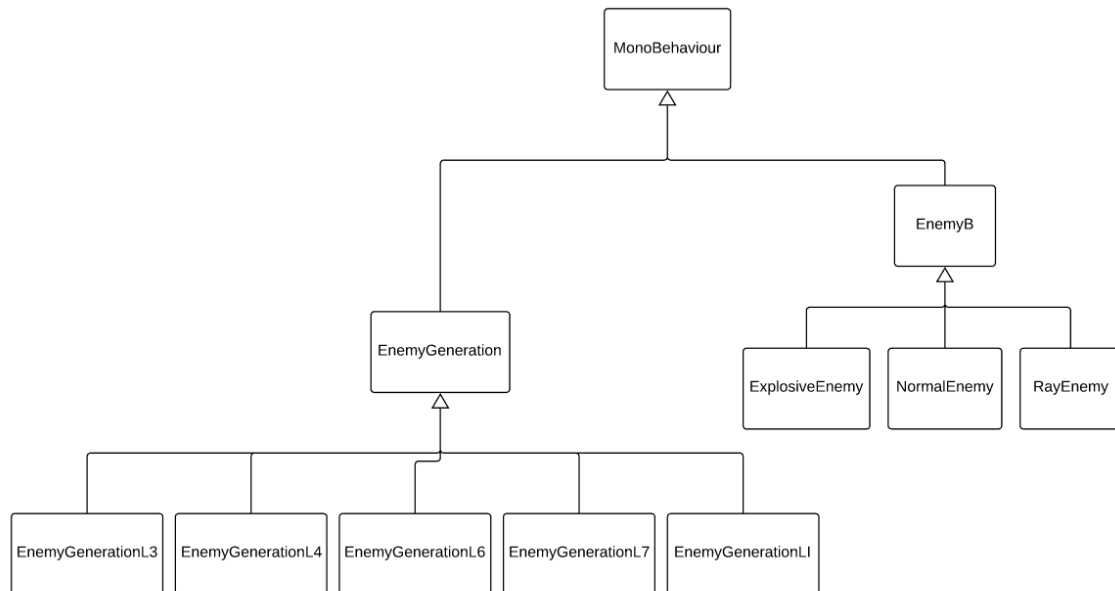 MonoBehaviour
EnemyB
EnemyGeneration
ExplosiveEnemy
NormalEnemy
RayEnemy
EnemyGenerationL3
EnemyGenerationL4
EnemyGenerationL6
EnemyGenerationL7
EnemyGenerationLI